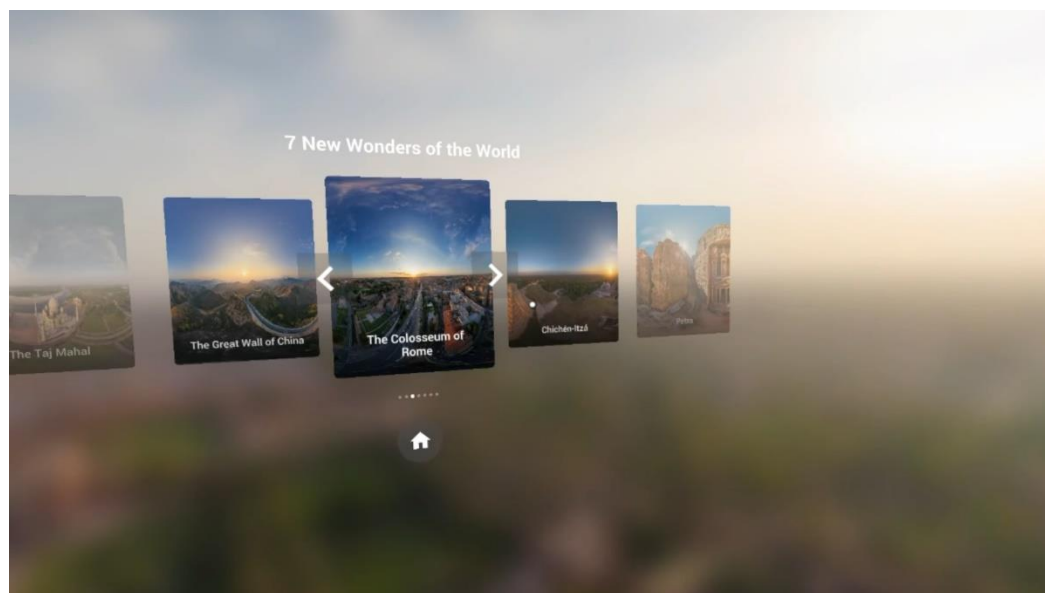 7 New Wonders of the World
The Taj Mahal
The Great Wall of China
The Colosseum of
Rome
Chichén-Itzá
Petra